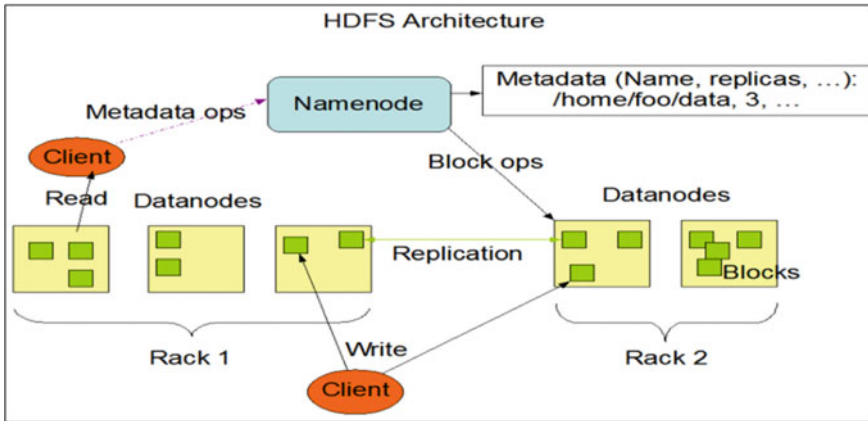 HDFS Architecture
Metadata (Name, replicas, ...):
/home/foo/data, 3, ...
Namenode
Metadata ops
Client
Block ops
Read
Datanodes
Datanodes
Replication
Blocks
Rack 1
Write
Rack 2
Client